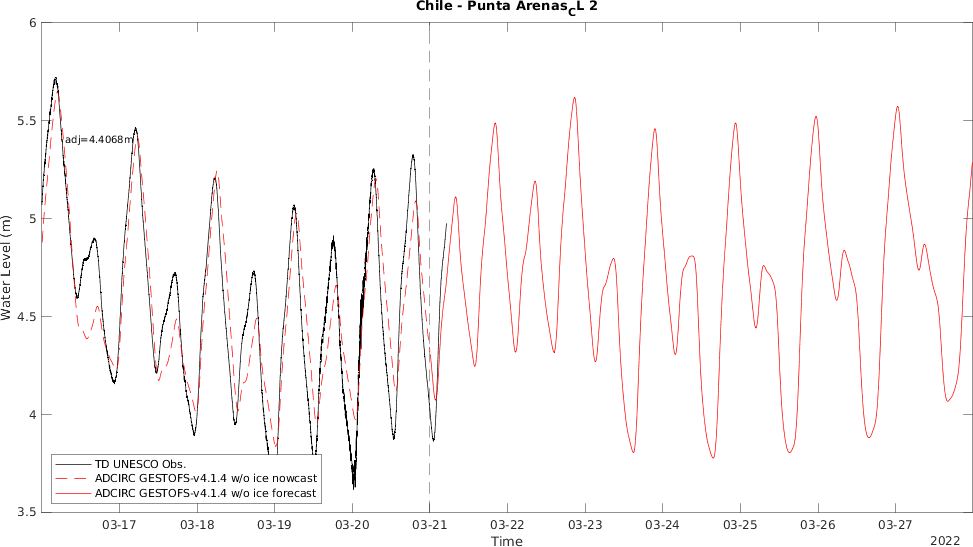 Chile - Punta Arenas_CL 2
6
5.5
5
4.5
4
3.5
Water Level (m)
adj=4.4068m
TD UNESCO Obs.
ADCIRC GESTOFS-v4.1.4 w/o ice nowcast
ADCIRC GESTOFS-v4.1.4 w/o ice forecast
03-17 03-18 03-19 03-20 03-21 03-22 03-23 03-24 03-25 03-26 03-27
Time
2022